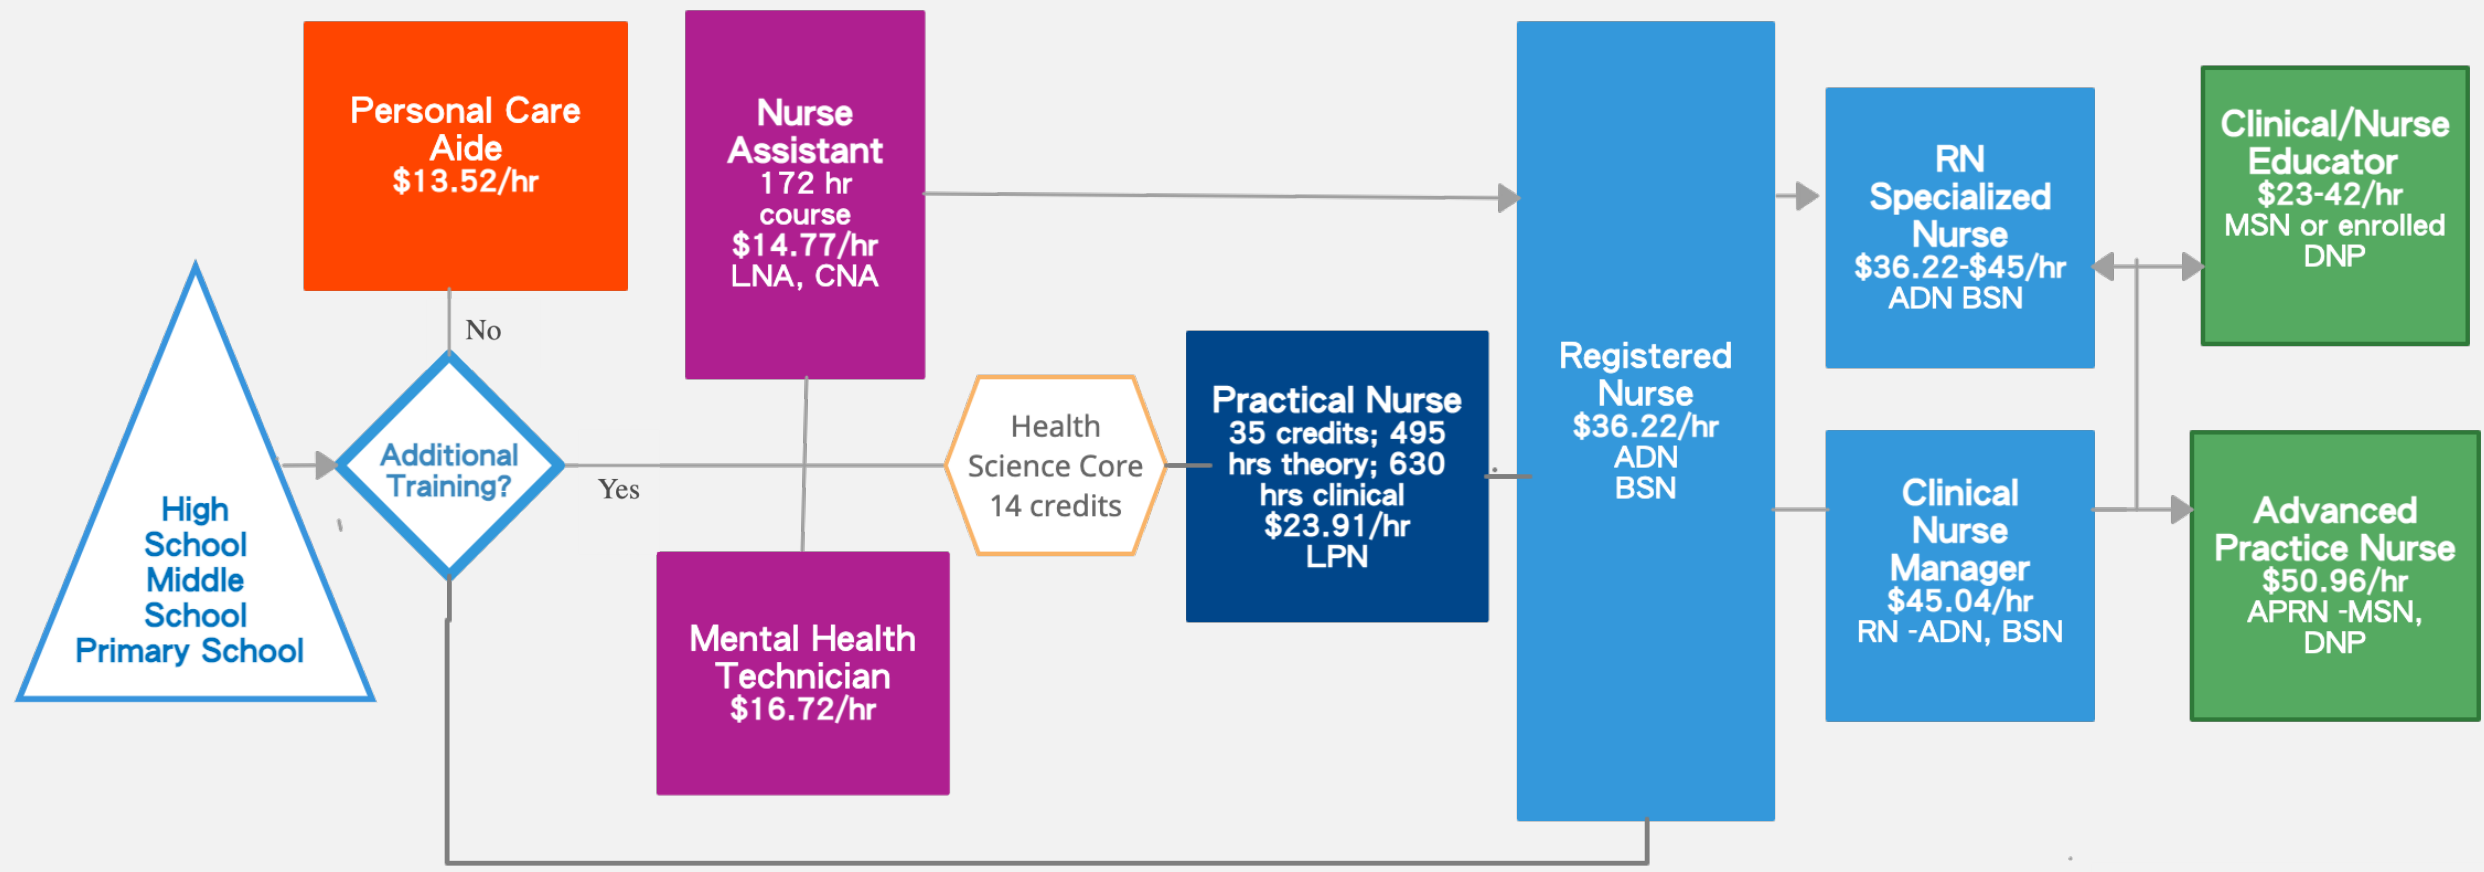 Personal Care
Aide
$13.52/hr
No
High
School
Middle
School
Primary School
Additional
Training?
Yes
Nurse
Assistant
172 hr
course
$14.77/hr
LNA, CNA
Mental Health
Technician
$16.72/hr
Health
Science Core
14 credits
Practical Nurse
35 credits; 495
hrs theory; 630
hrs clinical
$23.91/hr
LPN
Registered
Nurse
$36.22/hr
ADN
BSN
RN
Specialized
Nurse
$36.22-$45/hr
ADN BSN
Clinical
Nurse
Manager
$45.04/hr
RN -ADN, BSN
Clinical/Nurse
Educator
$23-42/hr
MSN or enrolled
DNP
Advanced
Practice Nurse
$50.96/hr
APRN -MSN,
DNP